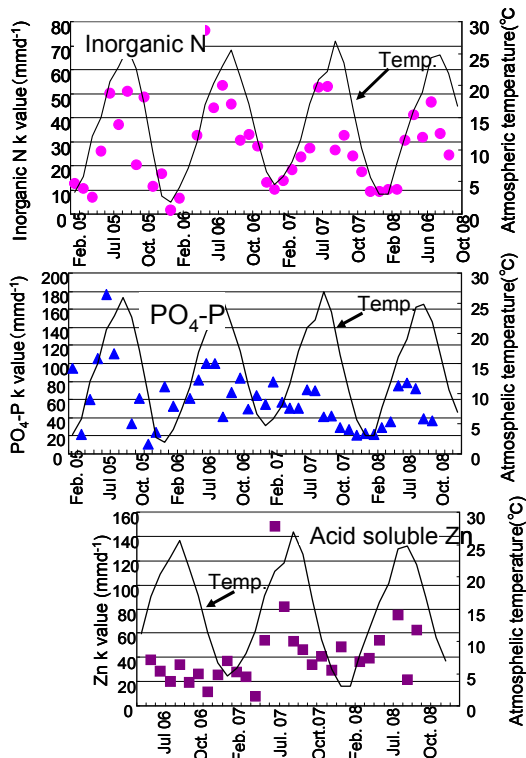 Inorganic N
Temp.
Inorganic N k value (mmd-1)
80
70
60
50
40
30
20
10
0
Atmospheric temperature(℃
30
25
20
15
10
5
0
Feb. 05
Jul 05
Oct. 05
Feb. 06
Jul 06
Oct. 06
Feb. 07
Jul 07
Oct. 07
Feb. 08
Jun 06
Oct 08
PO4-P
Temp.
PO4-P k value (mmd-1)
200
180
160
140
120
100
80
60
40
20
0
Atmosphelic temperature(℃)
30
25
20
15
10
5
0
Feb. 05
Jul 05
Oct. 05
Feb. 06
Jul 06
Oct. 06
Feb. 07
Jul 07
Oct. 07
Feb. 08
Jul 08
Oct. 08
Acid soluble Zn
Temp.
Zn k value (mmd-1)
160
140
120
100
80
60
40
20
0
Atmosphelic temperature (℃)
30
25
20
15
10
5
0
Jul 06
Oct. 06
Feb. 07
Jul. 07
Ocrt.07
Feb. 08
Jul. 08
Oct. 08